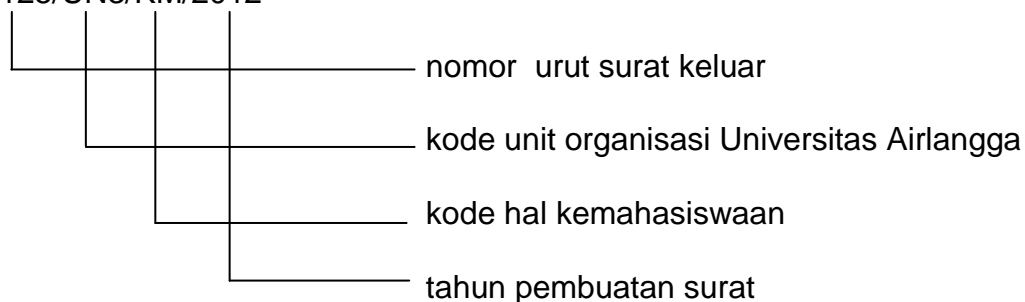 nomor urut surat keluar
kode unit organisasi Universitas Airlangga
kode hal kemahasiswaan
tahun pembuatan surat